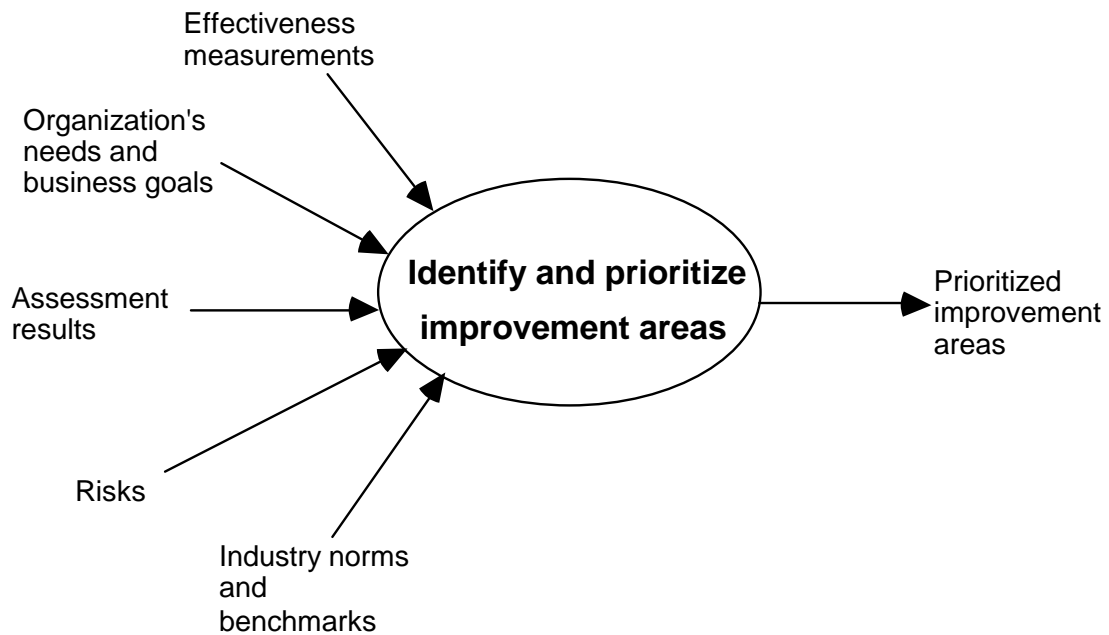 Effectiveness
measurements
Organization's
needs and
business goals
Assessment
results
Risks
Industry norms
and
benchmarks
Identify and prioritize
improvement areas
Prioritized
improvement
areas